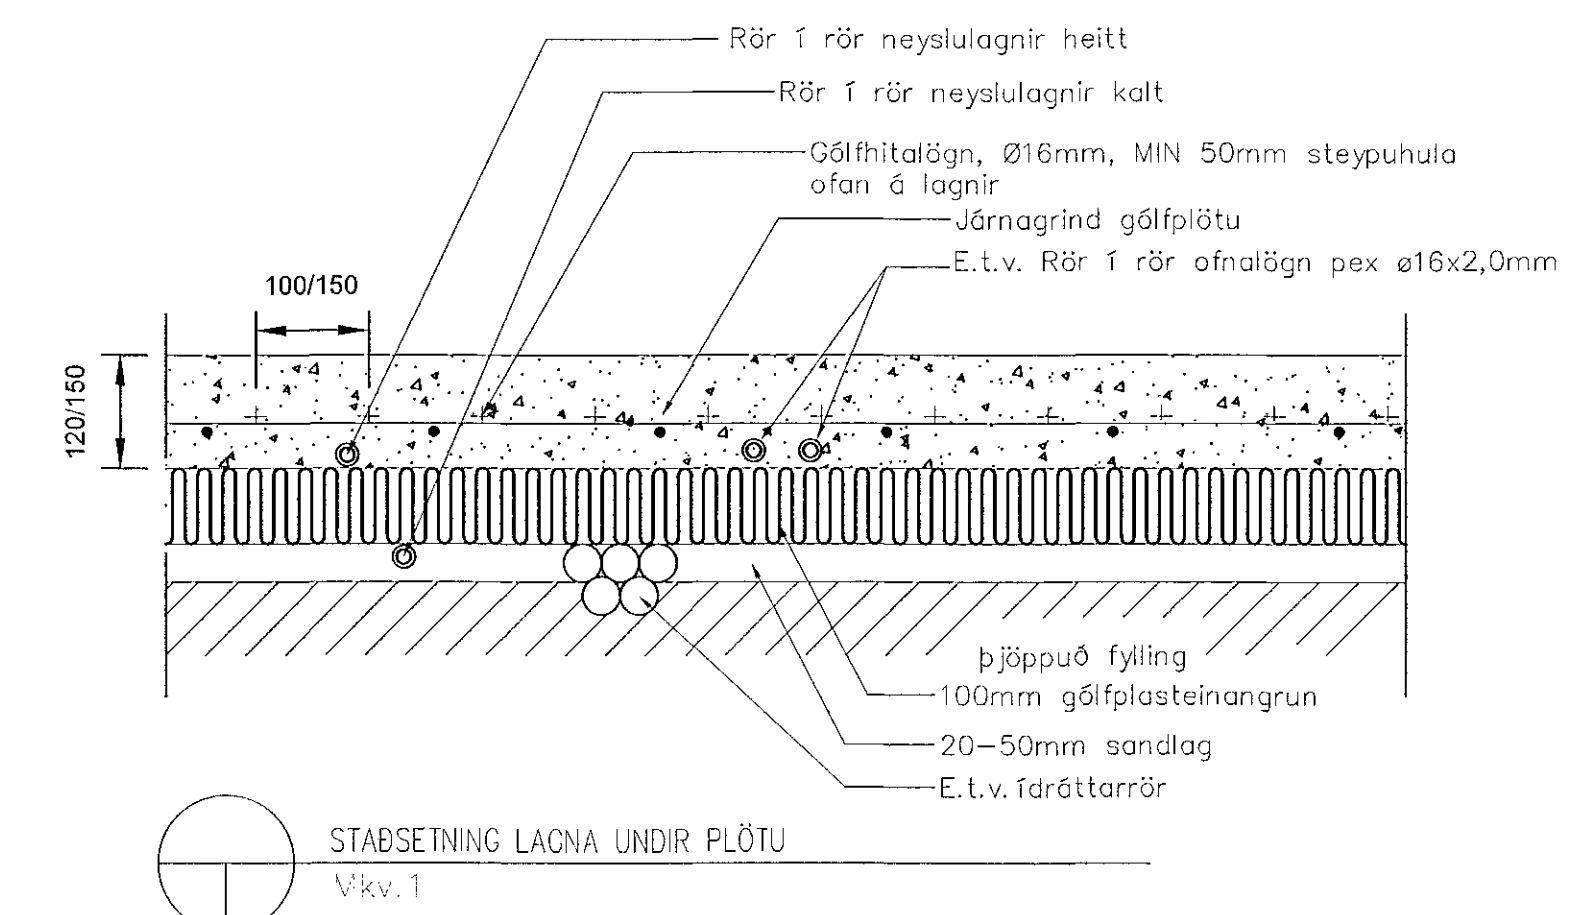 Rör í rör neyslulagnir heitt
Rör í rör neyslulagnir kalt
Gólfhitalögn, Ø16mm, MIN 50mm steypuhula
ofan á lagnir
Járnagrind gólfplötu
E.t.v. Rör í rör ofnalögn pex ø16x2,0mm
100/150
120/150
Þjöppuð fylling
100mm gólfplasteinangrun
20-50mm sandlag
E.t.v. ídráttarrör
STAÐSETNING LAGNA UNDIR PLÖTU
Mkv. 1